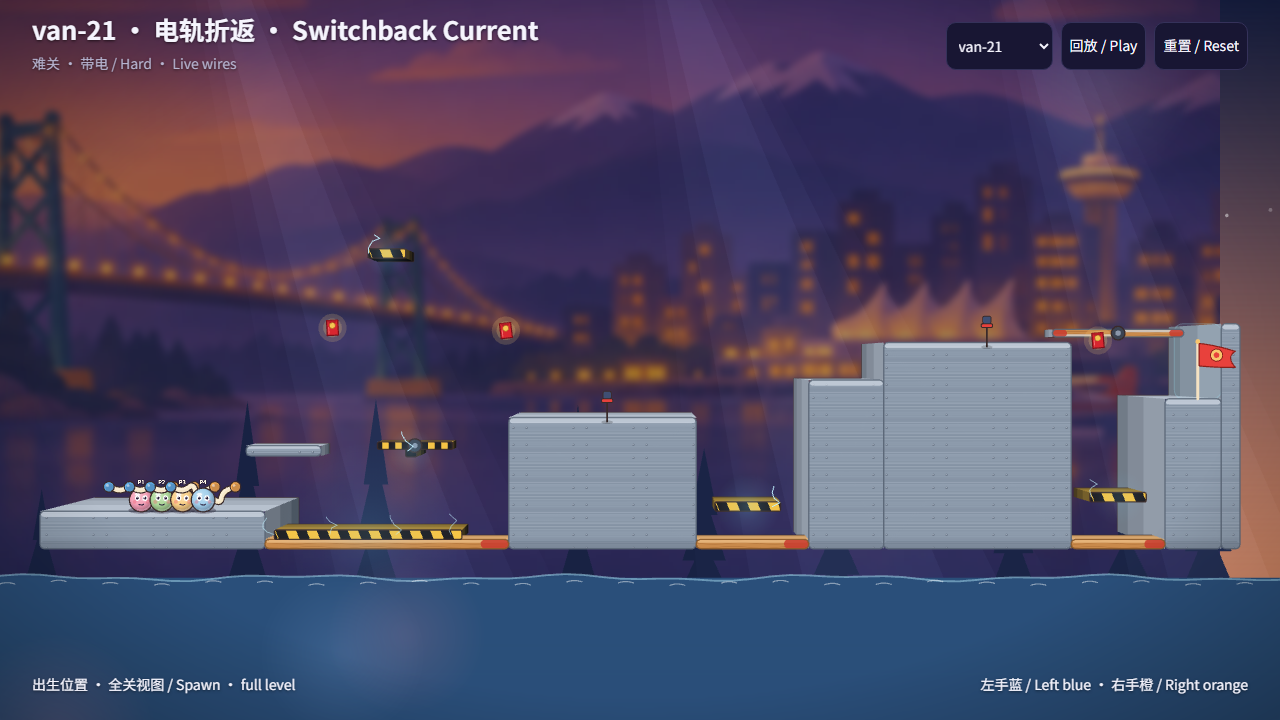 van-21 • 电轨折返 • Switchback Current
难关 • 带电 / Hard • Live wires
van-21
回放 / Play
重置 / Reset
P1 P2 P3 P4
出生位置 • 全关视图 / Spawn • full level
左手蓝 / Left blue • 右手橙 / Right orange